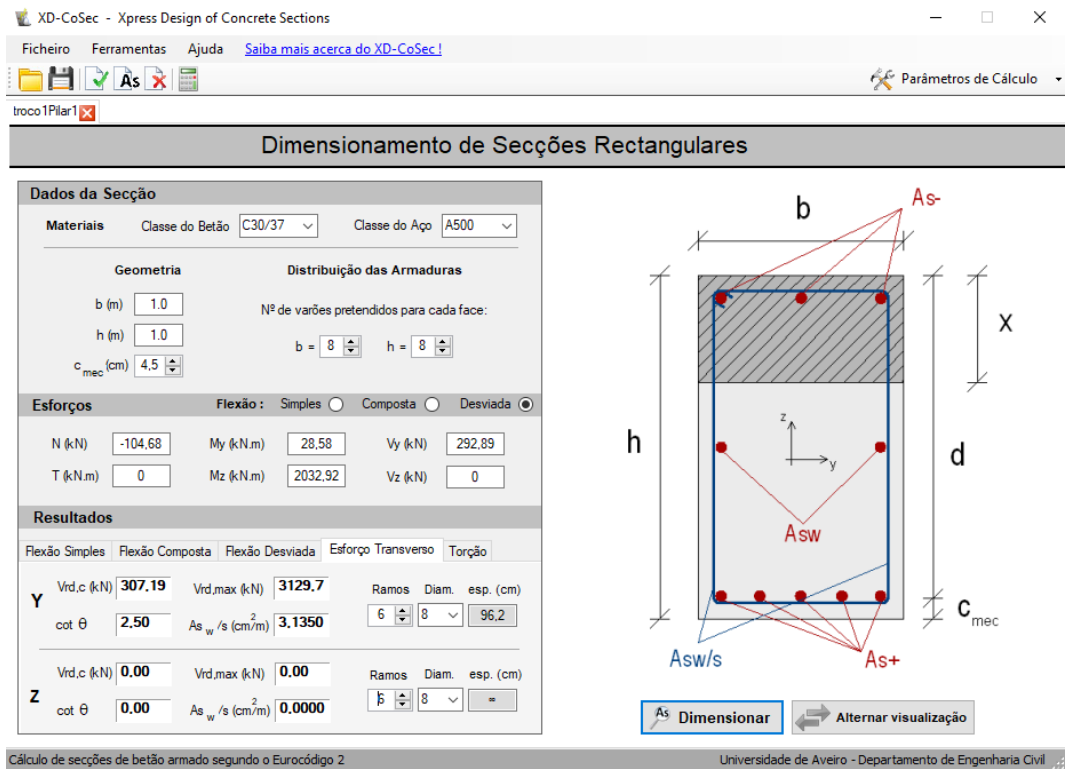 XD-CoSec - Xpress Design of Concrete Sections
Ficheiro Ferramentas Ajuda Saiba mais acerca do XD-CoSec !
As Parâmetros de Cálculo
troco1Pilar1
Dimensionamento de Secções Rectangulares
Dados da Secção
Materiais Classe do Betão C30/37 Classe do Aço A500
Geometria Distribuição das Armaduras
b (m) 1.0
Nº de varões pretendidos para cada face:
h (m) 1.0
b = 8 h = 8
c mec (cm) 4,5
Esforços Flexão : Simples Composta Desviada
N (kN) -104,68 My (kN.m) 28,58 Vy (kN) 292,89
T (kN.m) 0 Mz (kN.m) 2032,92 Vz (kN) 0
Resultados
Flexão Simples Flexão Composta Flexão Desviada Esforço Transverso Torção
Y Vrd,c (kN) 307,19 Vrd,max (kN) 3129,7 Ramos Diam. esp. (cm)
cot θ 2,50 As w /s (cm2/m) 3,1350 6 8 96,2
Z Vrd,c (kN) 0,00 Vrd,max (kN) 0,00 Ramos Diam. esp. (cm)
cot θ 0,00 As w /s (cm2/m) 0,0000 6 8 ∞
b As-
x
h z y d
Asw
c mec
Asw/s As+
As Dimensionar Alternar visualização
Cálculo de secções de betão armado segundo o Eurocódigo 2 Universidade de Aveiro - Departamento de Engenharia Civil